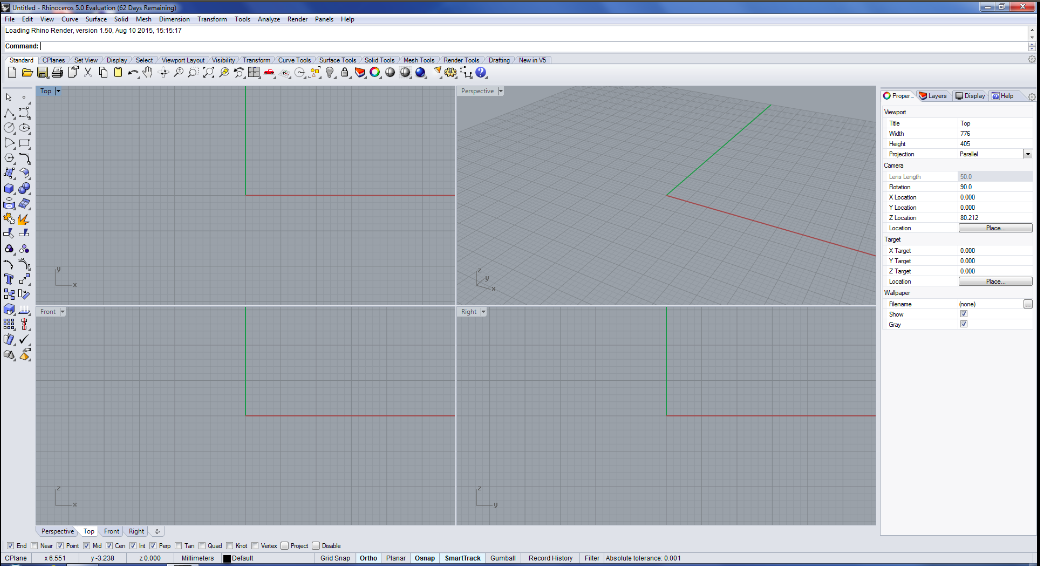 Untitled - Rhinoceros 5.0 Evaluation (62 Days Remaining)
File Edit View Curve Surface Solid Mesh Dimension Transform Tools Analyze Render Panels Help
Loading Rhino Render, version 1.50, Aug 10 2015, 15:15:17
Command:
Standard CPlanes Set View Display Select Viewport Layout Visibility Transform Curve Tools Surface Tools Solid Tools Mesh Tools Render Tools Drafting New in V5
Top
Perspective
Proper... Layers Display Help
Viewport
Title Top
Width 776
Height 405
Projection Parallel
Camera
Lens Length 50.0
Rotation 90.0
X Location 0.000
Y Location 0.000
Z Location 80.212
Location Place...
Target
X Target 0.000
Y Target 0.000
Z Target 0.000
Location Place...
Wallpaper
Filename (none)
Show
Gray
y
x
z
y
x
Front
Right
z
x
z
y
Perspective Top Front Right
End Near Point Mid Cen Int Perp Tan Quad Knot Vertex Project Disable
CPlane x 6.551 y -3.238 z 0.000 Millimeters Default Grid Snap Ortho Planar Osnap SmartTrack Gumball Record History Filter Absolute tolerance: 0.001